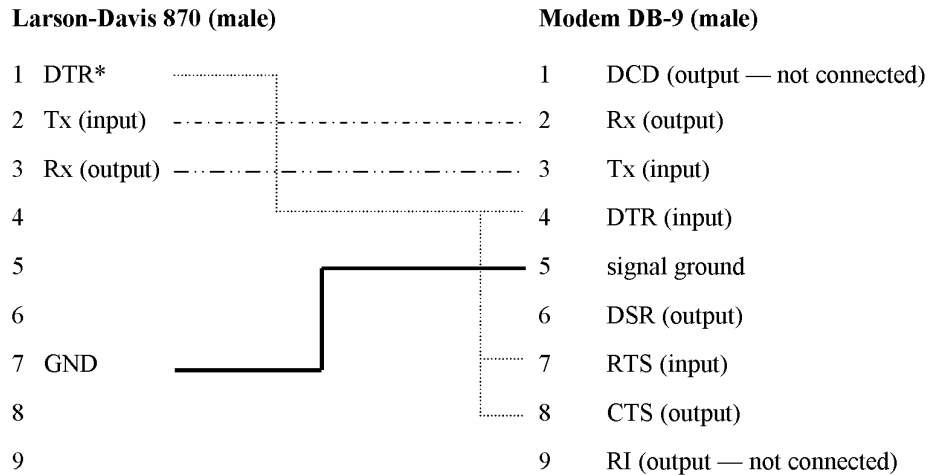 Larson-Davis 870 (male) Modem DB-9 (male)
1 DTR* 1 DCD (output — not connected)
2 Tx (input) 2 Rx (output)
3 Rx (output) 3 Tx (input)
4 4 DTR (input)
5 5 signal ground
6 6 DSR (output)
7 GND 7 RTS (input)
8 8 CTS (output)
9 9 RI (output — not connected)